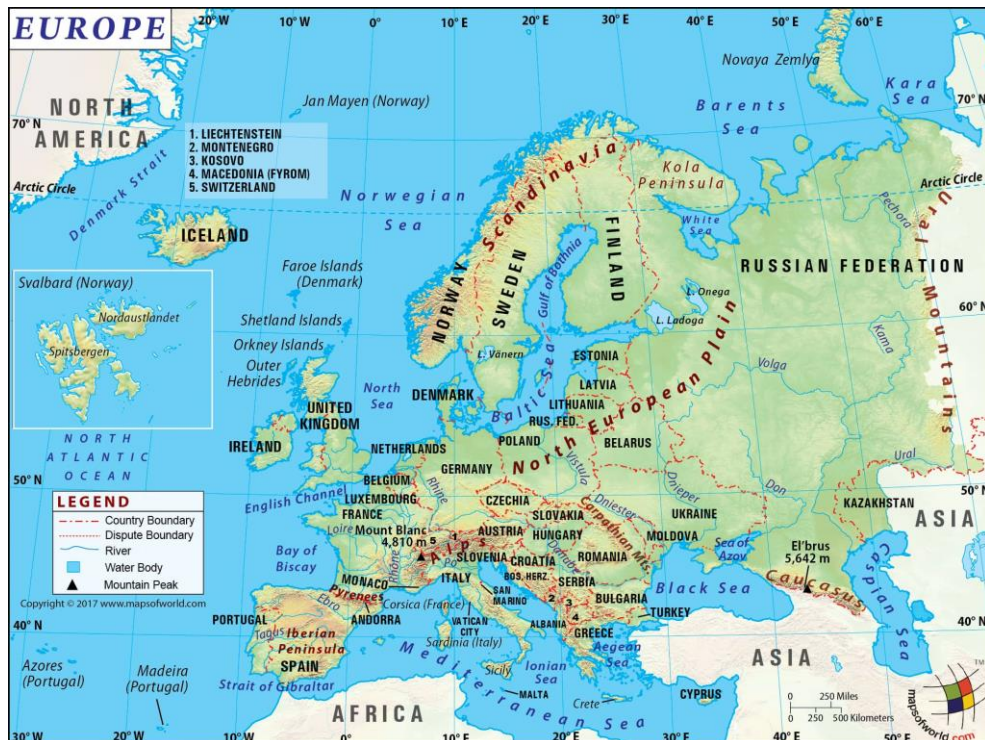 EUROPE
20° W
10° W
0°
10° E
20° E
30° E
40° E
50° E
60° E
70° E
Novaya Zemlya
Kara
Sea
Jan Mayen (Norway)
Barents
Sea
NORTH
AMERICA
70° N
70° N
1. LIECHTENSTEIN
2. MONTENEGRO
3. KOSOVO
4. MACEDONIA (FYROM)
5. SWITZERLAND
Arctic Circle
Arctic Circle
Denmark Strait
Norwegian
Sea
Scandinavia
Kola
Peninsula
White
Sea
Pechora
Ural Mountains
ICELAND
Faroe Islands
(Denmark)
NORWAY
SWEDEN
Gulf of Bothnia
FINLAND
RUSSIAN FEDERATION
60° N
Svalbard (Norway)
Nordaustlandet
Spitsbergen
Shetland Islands
Orkney Islands
Outer
Hebrides
L. Onega
L. Ladoga
L. Vänern
Kama
Volga
North European Plain
ESTONIA
LATVIA
LITHUANIA
RUS. FED.
Baltic Sea
North
Sea
DENMARK
UNITED
KINGDOM
IRELAND
NETHERLANDS
POLAND
BELARUS
NORTH
ATLANTIC
OCEAN
GERMANY
Vistula
BELGIUM
Rhine
Ural
50° N
50° N
English Channel
LUXEMBOURG
CZECHIA
Dnieper
Don
KAZAKHSTAN
ASIA
LEGEND
Country Boundary
Dispute Boundary
River
Water Body
Mountain Peak
Copyright © 2017 www.mapsofworld.com
FRANCE
Loire
Mount Blanc
4,810 m
5
1
Alps
AUSTRIA
SLOVAKIA
Dniester
UKRAINE
Carpathian Mts.
HUNGARY
MOLDOVA
Sea of
Azov
El'brus
5,642 m
Bay of
Biscay
SLOVENIA
CROATIA
Danube
ROMANIA
Rhone
Po
MONACO
ITALY
BOS. HERZ.
SERBIA
Caucasus
Caspian Sea
Black Sea
Pyrenees
SAN
MARINO
BULGARIA
2
3
4
PORTUGAL
Ebro
ANDORRA
Corsica (France)
VATICAN
CITY
ALBANIA
TURKEY
40° N
40° N
Tagus
Iberian
Peninsula
SPAIN
Sardinia (Italy)
GREECE
Aegean
Sea
ASIA
Azores
(Portugal)
Madeira
(Portugal)
Strait of Gibraltar
Mediterranean Sea
Sicily
Ionian
Sea
MALTA
Crete
CYPRUS
AFRICA
0 250 Miles
0 250 500 Kilometers
mapsofworld.com
TM
30° W
20° W
10° W
0°
10° E
20° E
30° E
40° E
50° E